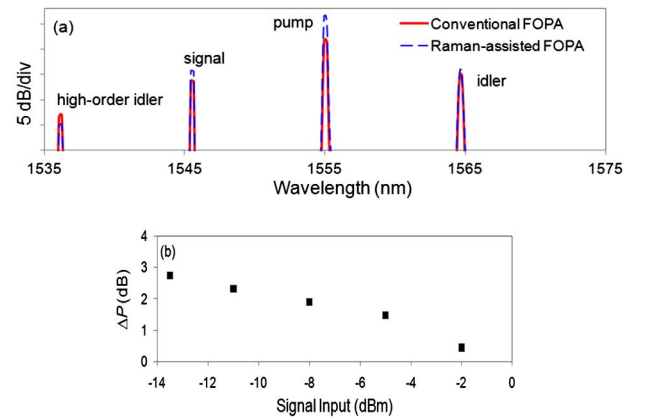 (a)
pump
Conventional FOPA
Raman-assisted FOPA
signal
idler
high-order idler
5 dB/div
1535 1545 1555 1565 1575
Wavelength (nm)
(b)
4
3
2
1
0
ΔP (dB)
-14 -12 -10 -8 -6 -4 -2 0
Signal Input (dBm)